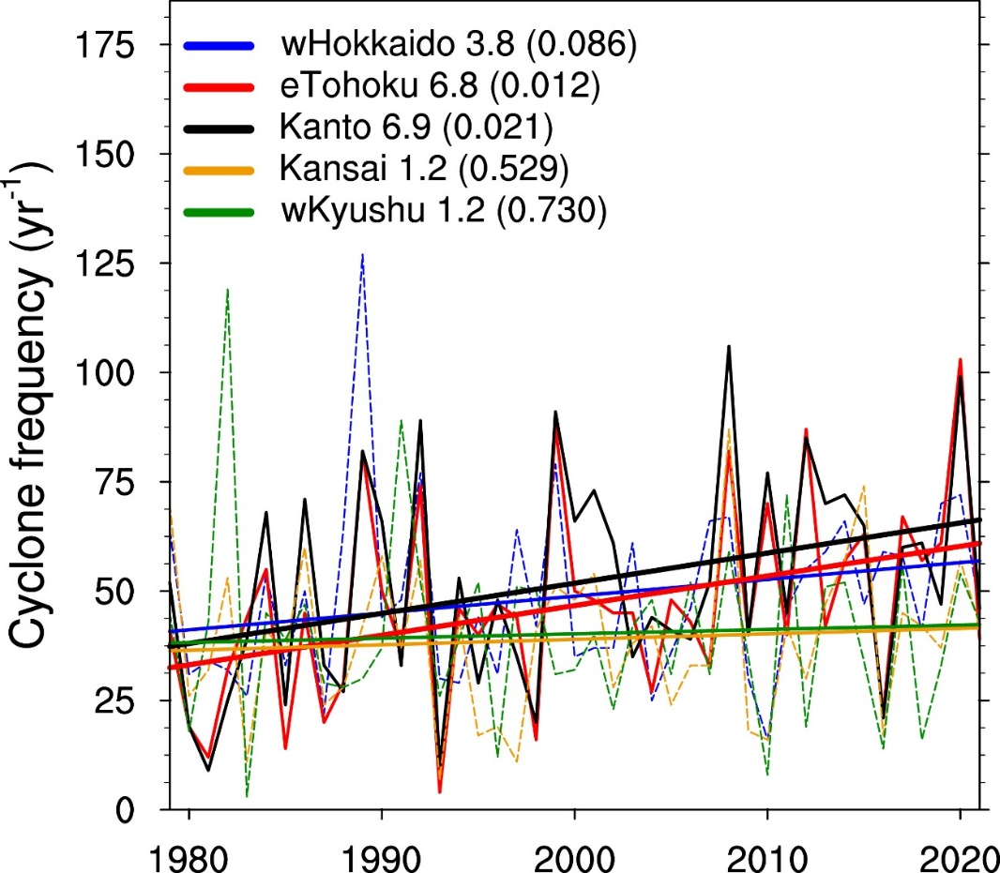 175
150
125
100
75
50
25
0
Cyclone frequency (yr-1)
wHokkaido 3.8 (0.086)
eTohoku 6.8 (0.012)
Kanto 6.9 (0.021)
Kansai 1.2 (0.529)
wKyushu 1.2 (0.730)
1980 1990 2000 2010 2020